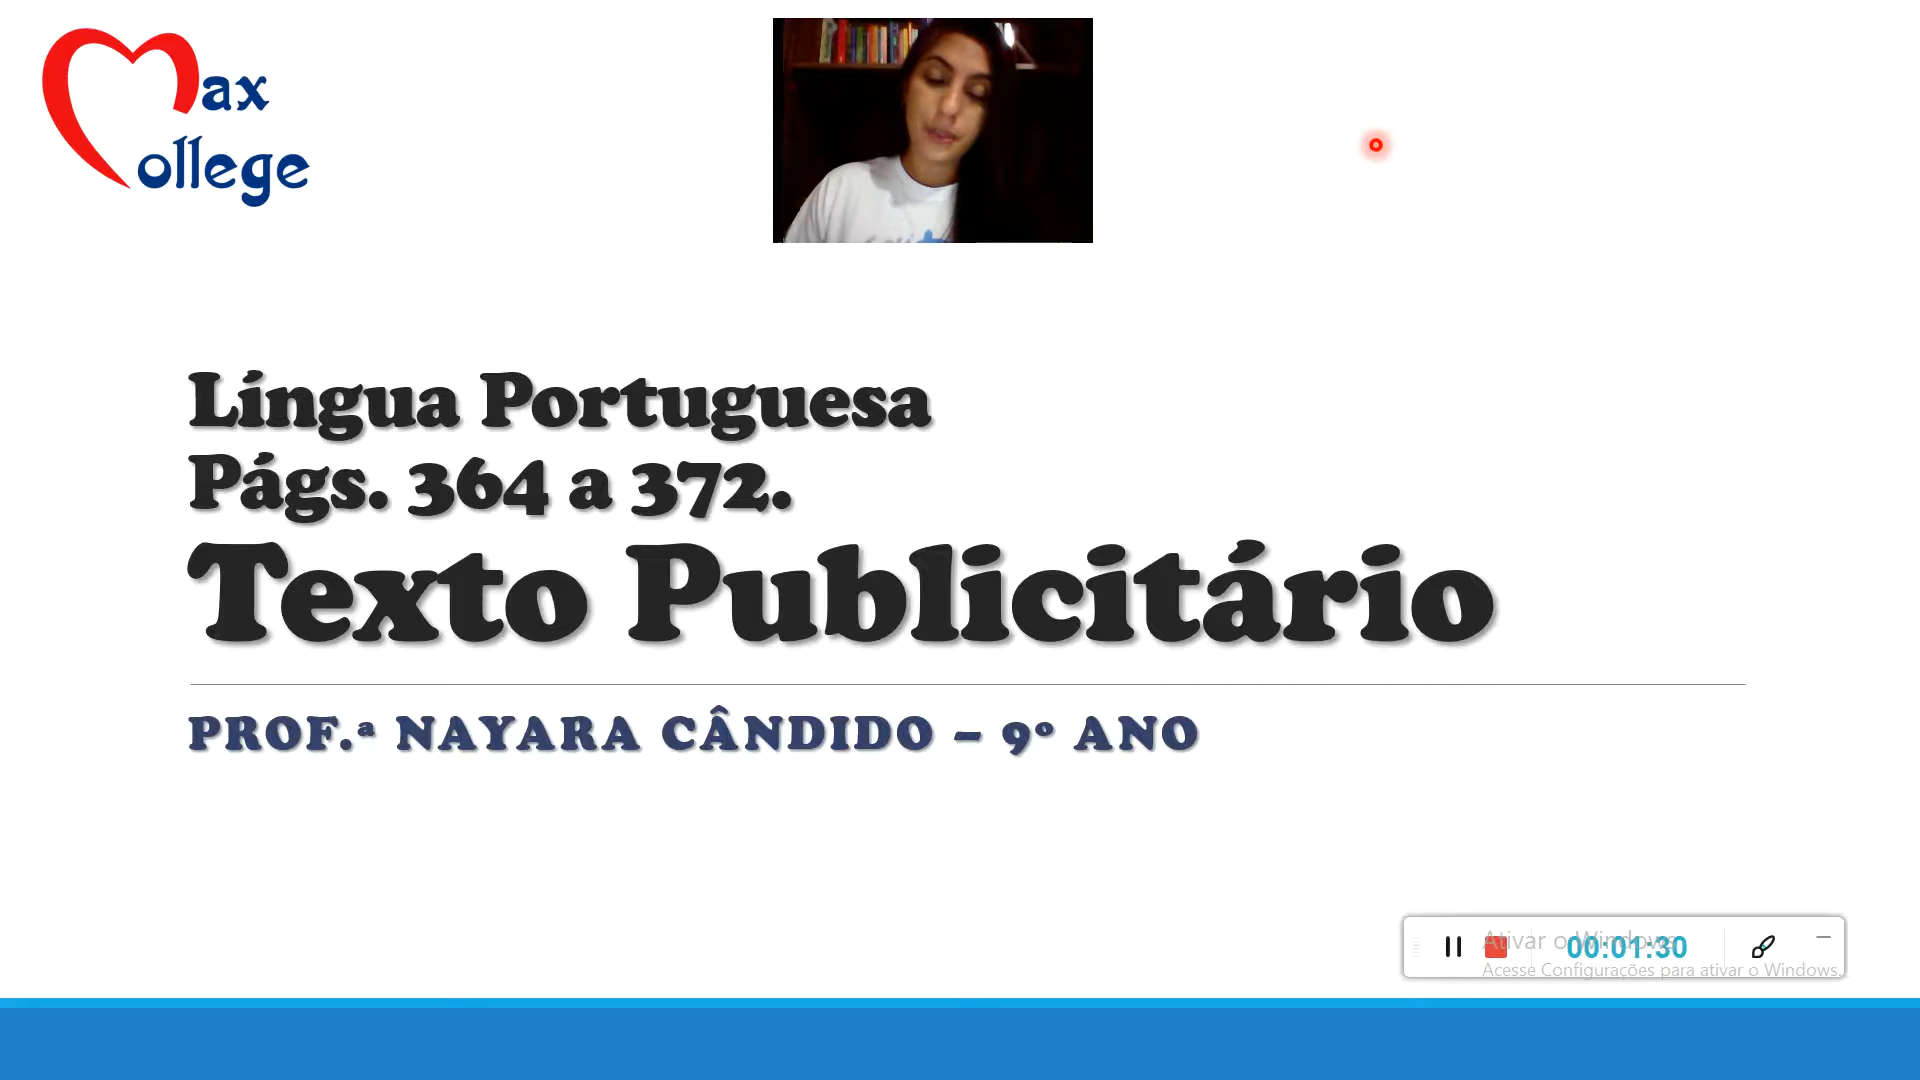 Max
College
Língua Portuguesa
Págs. 364 a 372.
Texto Publicitário
PROF.ª NAYARA CÂNDIDO – 9º ANO
Ativar o Windows
00:01:30
Acesse Configurações para ativar o Windows.